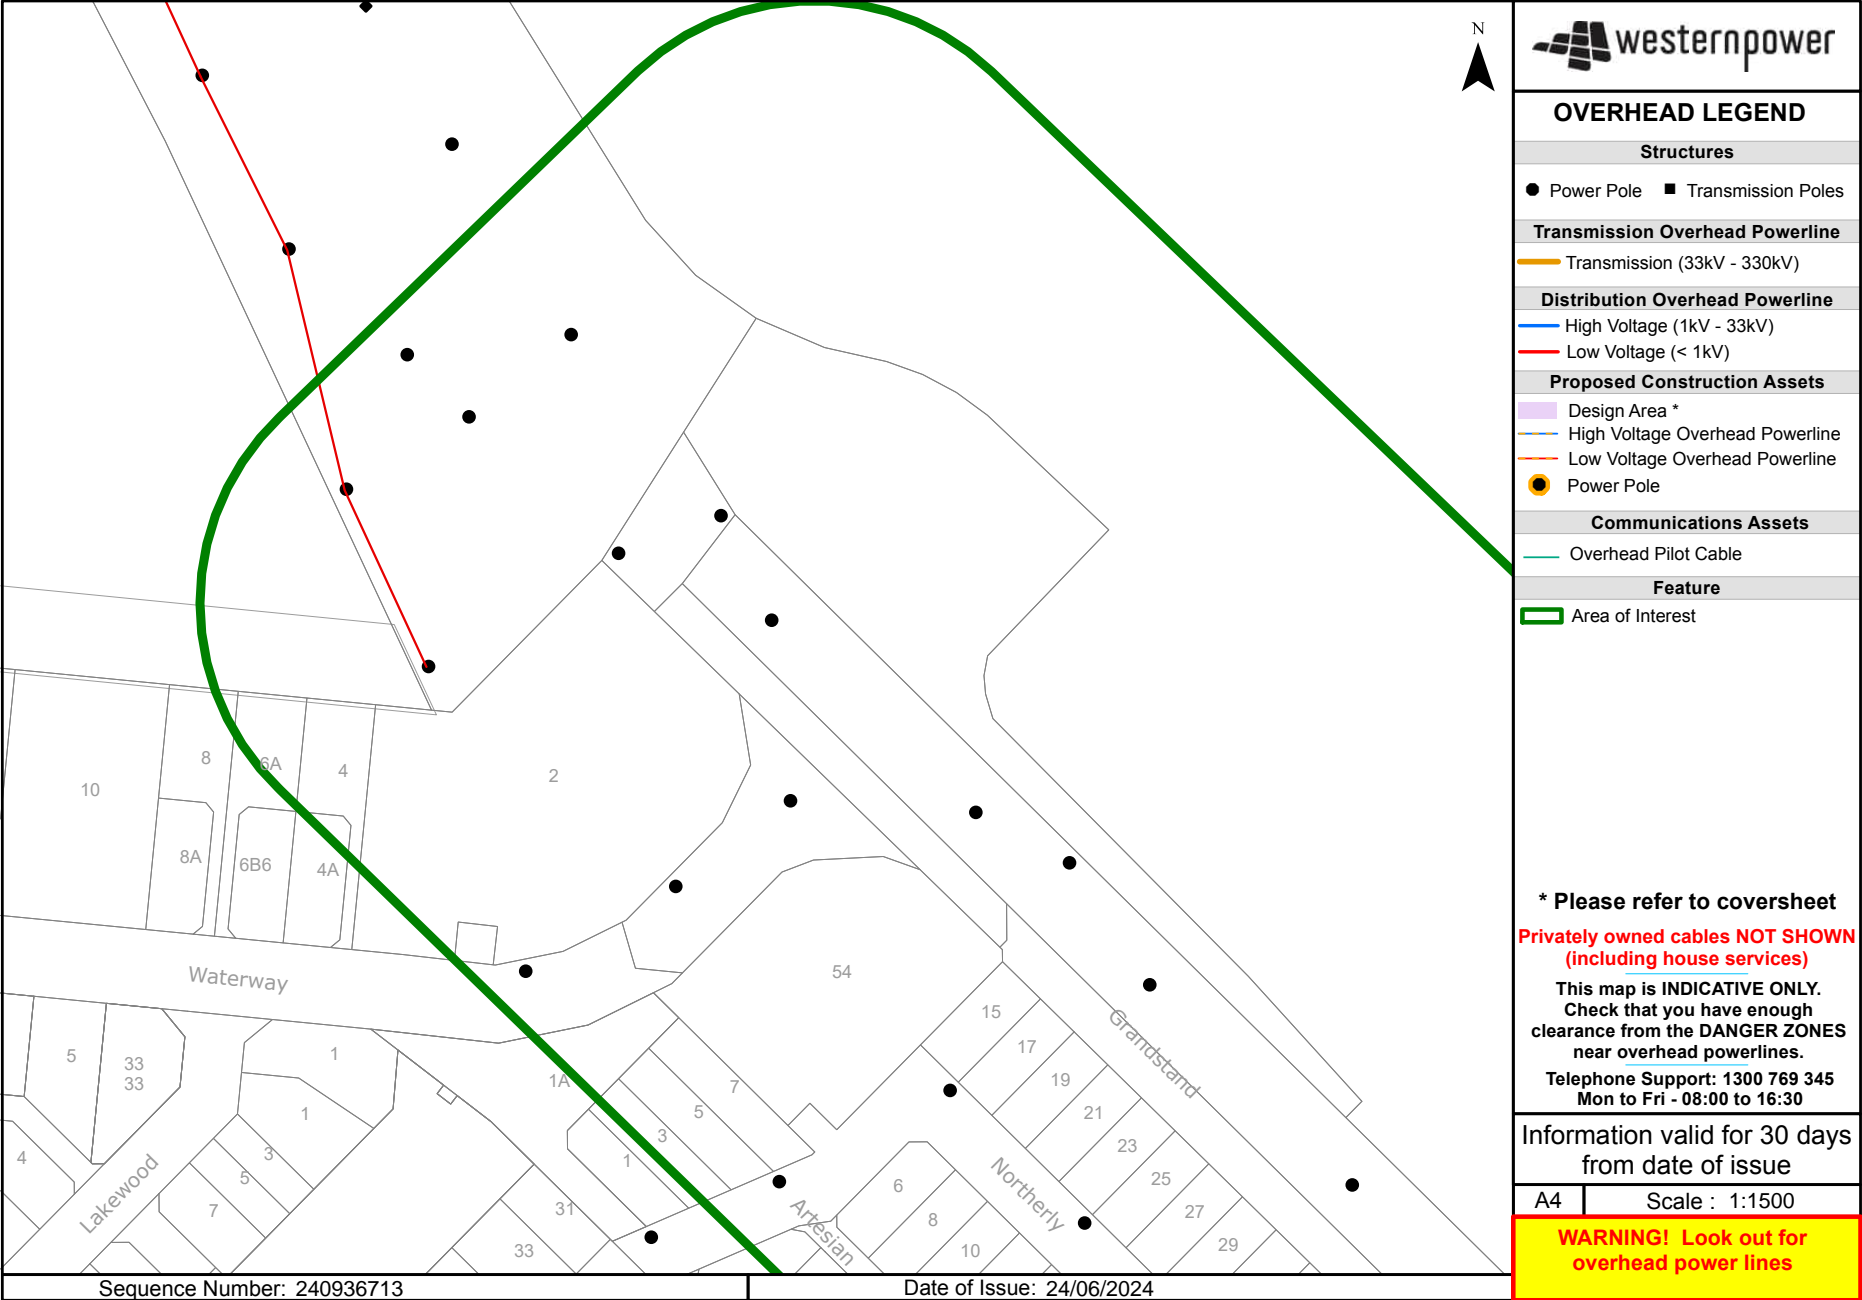 N
westernpower
OVERHEAD LEGEND
Structures
Power Pole
Transmission Poles
Transmission Overhead Powerline
Transmission (33kV - 330kV)
Distribution Overhead Powerline
High Voltage (1kV - 33kV)
Low Voltage (< 1kV)
Proposed Construction Assets
Design Area *
High Voltage Overhead Powerline
Low Voltage Overhead Powerline
Power Pole
Communications Assets
Overhead Pilot Cable
Feature
Area of Interest
* Please refer to coversheet
Privately owned cables NOT SHOWN
(including house services)
This map is INDICATIVE ONLY.
Check that you have enough
clearance from the DANGER ZONES
near overhead powerlines.
Telephone Support: 1300 769 345
Mon to Fri - 08:00 to 16:30
Information valid for 30 days
from date of issue
A4
Scale : 1:1500
WARNING! Look out for
overhead power lines
10
8
6A
4
2
8A
6B6
4A
Waterway
54
5
33
33
1
1
3
5
7
4
Lakewood
1A
7
5
3
1
31
33
Artesian
6
8
10
Northerly
15
17
19
21
23
25
27
29
Grandstand
Sequence Number: 240936713
Date of Issue: 24/06/2024